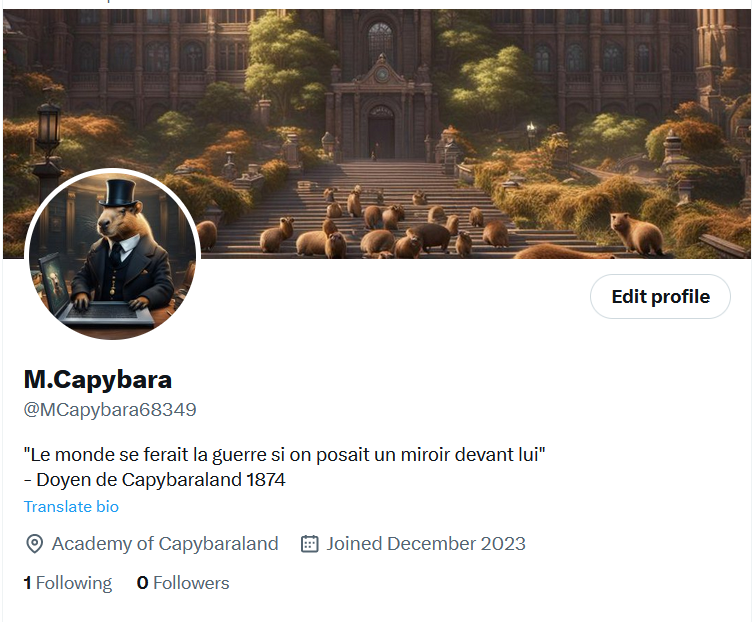 Edit profile
M.Capybara
@MCapybara68349
"Le monde se ferait la guerre si on posait un miroir devant lui"
- Doyen de Capybaraland 1874
Translate bio
Academy of Capybaraland Joined December 2023
1 Following 0 Followers